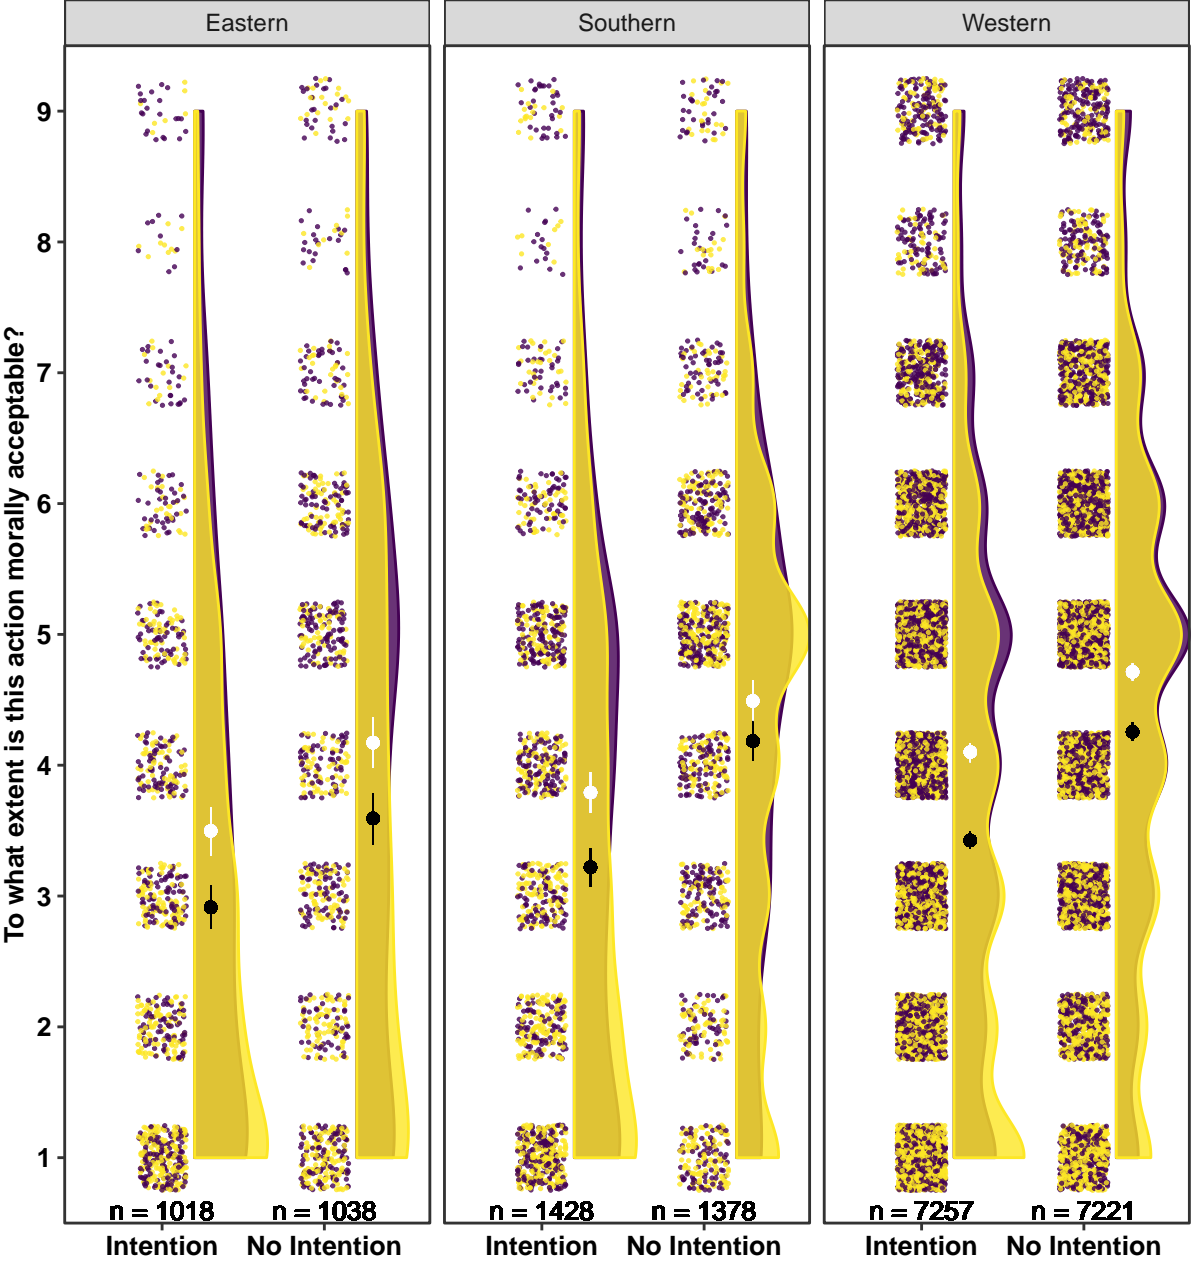 Eastern
Southern
Western
To what extent is this action morally acceptable?
9
8
7
6
5
4
3
2
1
n = 1018
n = 1038
n = 1428
n = 1378
n = 7257
n = 7221
Intention
No Intention
Intention
No Intention
Intention
No Intention